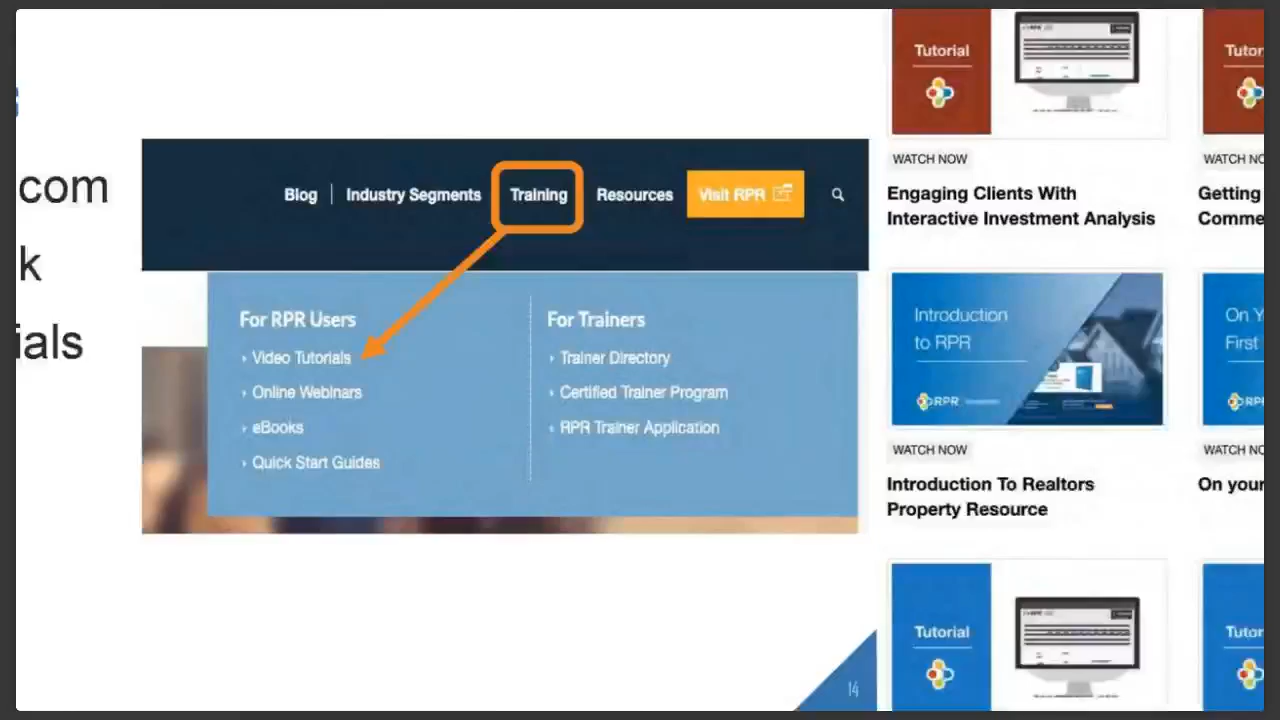 .com
k
ials
Blog
Industry Segments
Training
Resources
Visit RPR
For RPR Users
Video Tutorials
Online Webinars
eBooks
Quick Start Guides
For Trainers
Trainer Directory
Certified Trainer Program
RPR Trainer Application
14
Tutorial
Tutor
WATCH NOW
WATCH NO
Engaging Clients With
Interactive Investment Analysis
Getting
Comme
Introduction
to RPR
RPR
On Y
First
RPR
WATCH NOW
WATCH NO
Introduction To Realtors
Property Resource
On your
Tutorial
Tutor